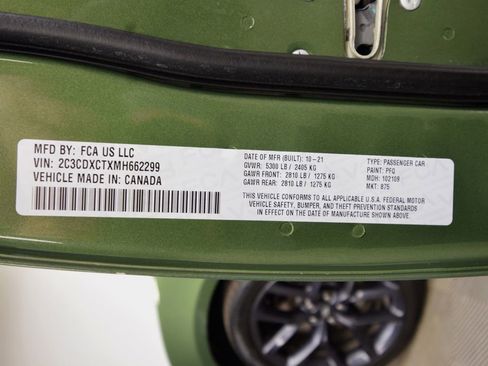 MFD BY: FCA US LLC
VIN: 2C3CDXCTXMH662299
VEHICLE MADE IN: CANADA
DATE OF MFR (BUILT): 10-21
GVWR: 5300 LB / 2405 KG
GAWR FRONT: 2810 LB / 1275 KG
GAWR REAR: 2810 LB / 1275 KG
TYPE: PASSENGER CAR
PAINT: PFQ
MDH: 102109
MKT: 875
THIS VEHICLE CONFORMS TO ALL APPLICABLE U.S.A. FEDERAL MOTOR
VEHICLE SAFETY, BUMPER, AND THEFT PREVENTION STANDARDS
IN EFFECT ON THE DATE OF MANUFACTURE SHOWN ABOVE.